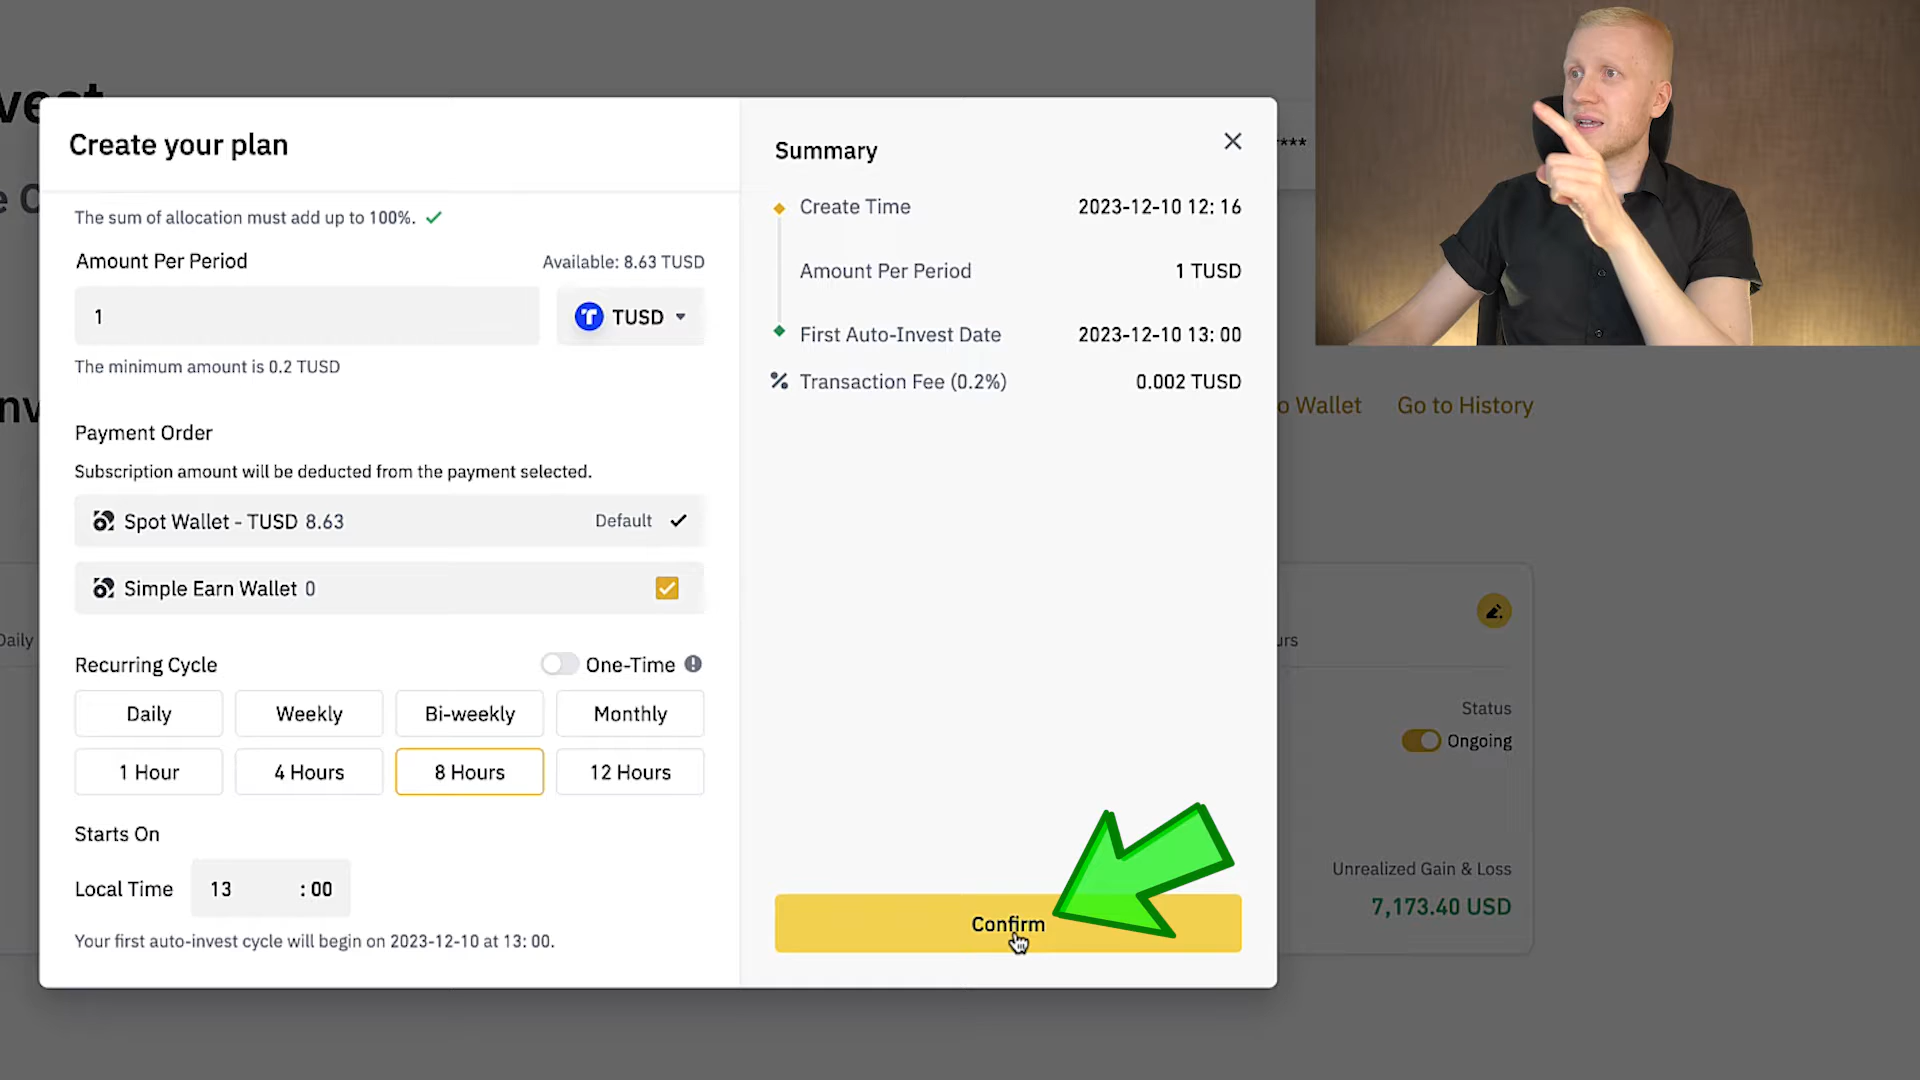 vest
Create your plan
Summary
****
The sum of allocation must add up to 100%.
Create Time 2023-12-10 12: 16
Amount Per Period Available: 8.63 TUSD
Amount Per Period 1 TUSD
1 TUSD
First Auto-Invest Date 2023-12-10 13: 00
The minimum amount is 0.2 TUSD
% Transaction Fee (0.2%) 0.002 TUSD
Wallet Go to History
Payment Order
Subscription amount will be deducted from the payment selected.
Spot Wallet - TUSD 8.63 Default
Simple Earn Wallet 0
Daily
urs
Recurring Cycle One-Time
Daily Weekly Bi-weekly Monthly
Status
Ongoing
1 Hour 4 Hours 8 Hours 12 Hours
Starts On
Unrealized Gain & Loss
Local Time 13 : 00
7,173.40 USD
Confirm
Your first auto-invest cycle will begin on 2023-12-10 at 13: 00.